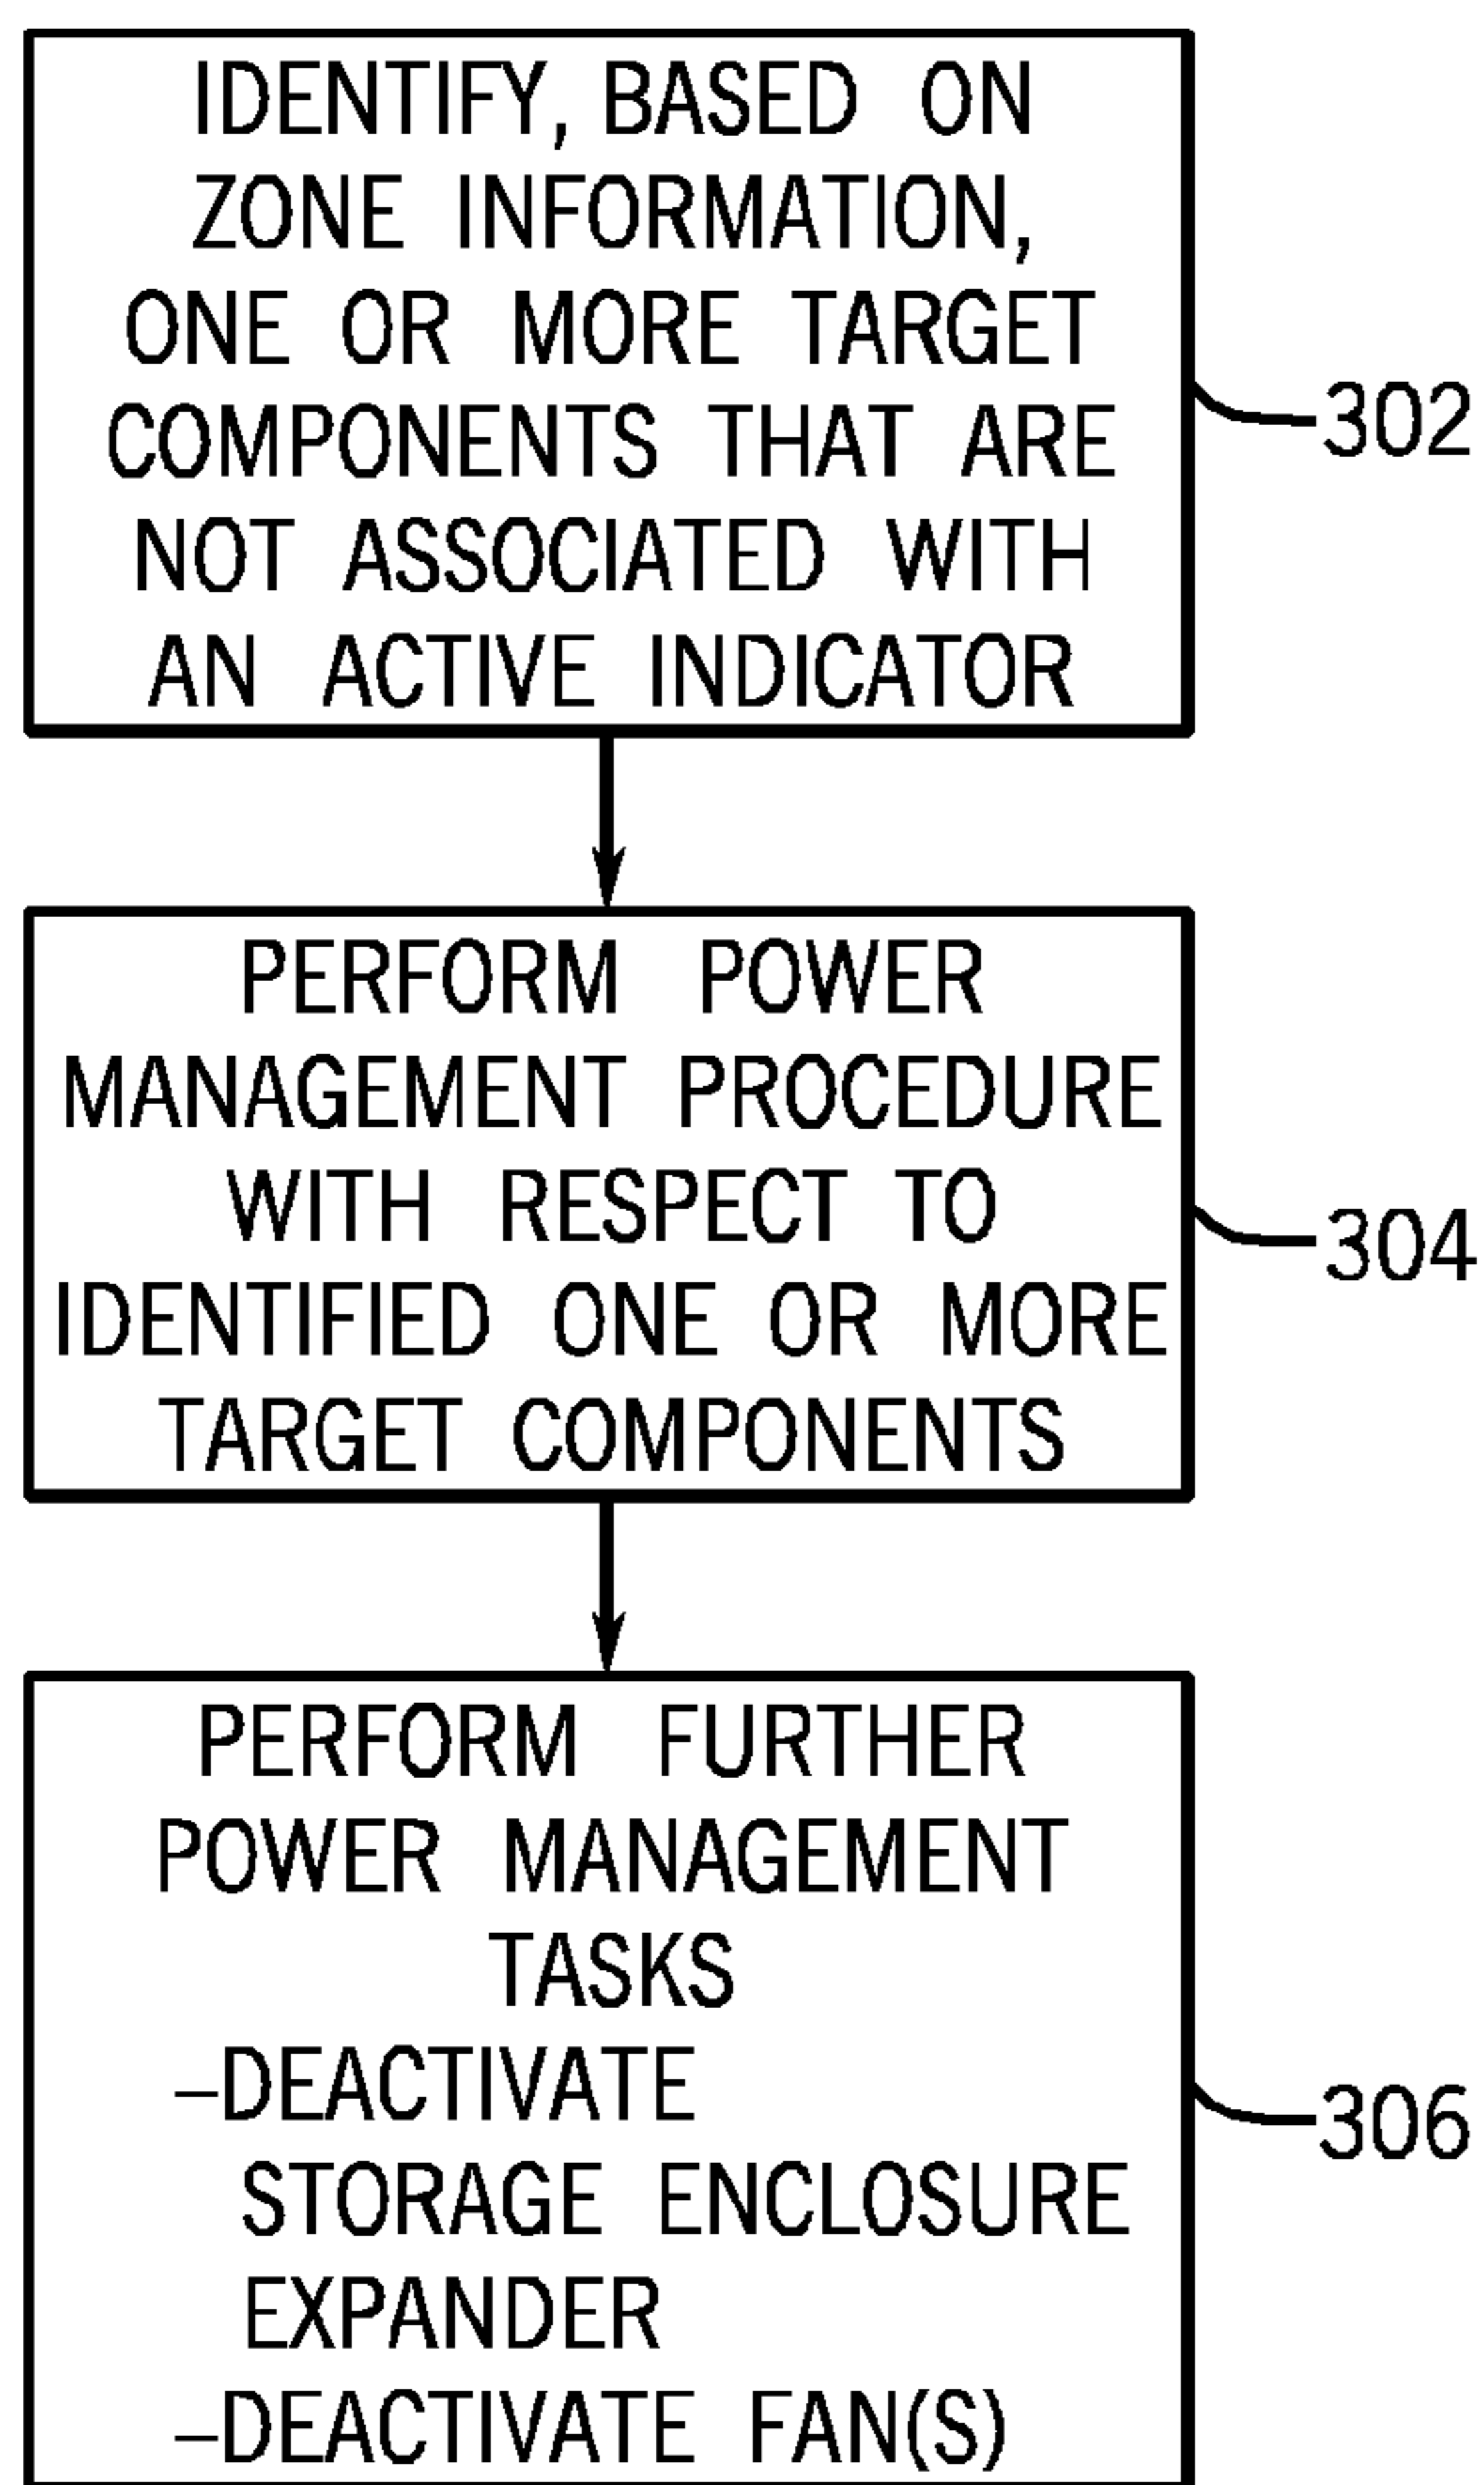 IDENTIFY, BASED ON
ZONE INFORMATION,
ONE OR MORE TARGET
COMPONENTS THAT ARE
NOT ASSOCIATED WITH
AN ACTIVE INDICATOR
302
PERFORM POWER
MANAGEMENT PROCEDURE
WITH RESPECT TO
IDENTIFIED ONE OR MORE
TARGET COMPONENTS
304
PERFORM FURTHER
POWER MANAGEMENT
TASKS
–DEACTIVATE
STORAGE ENCLOSURE
EXPANDER
–DEACTIVATE FAN(S)
306